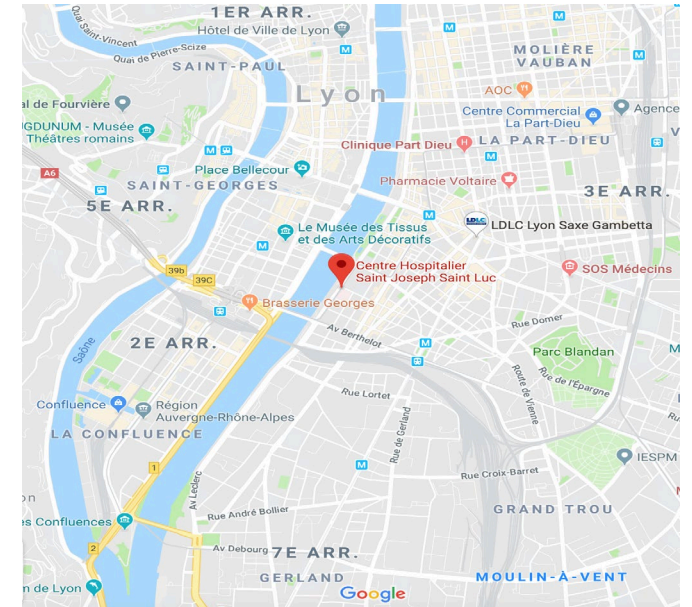 1ER ARR.
Hôtel de Ville de Lyon
Quai Saint-Vincent
Quai de Pierre-Scize
SAINT-PAUL
MOLIÈRE
VAUBAN
Lyon
AOC
al de Fourvière
Centre Commercial
La Part-Dieu
Agence
UGDUNUM - Musée
Théâtres romains
Clinique Part Dieu
LA PART-DIEU
Place Bellecour
Pharmacie Voltaire
A6
SAINT-GEORGES
3E ARR.
5E ARR.
Le Musée des Tissus
et des Arts Décoratifs
LDLC
LDLC Lyon Saxe Gambetta
39b
39C
Centre Hospitalier
Saint Joseph Saint Luc
SOS Médecins
Brasserie Georges
Av Berthelot
Rue Domer
2E ARR.
Saône
Parc Blandan
M
Route de Vienne
Rue de l'Épargne
Rue Lortet
Confluence
Région
Auvergne-Rhône-Alpes
Rue de Gerland
LA CONFLUENCE
IESPM
1
Rue Croix-Barret
Av Leclerc
on
Rue André Bollier
GRAND TROU
es Confluences
2
Av Debourg
7E ARR.
GERLAND
MOULIN-À-VENT
m de Lyon
Google